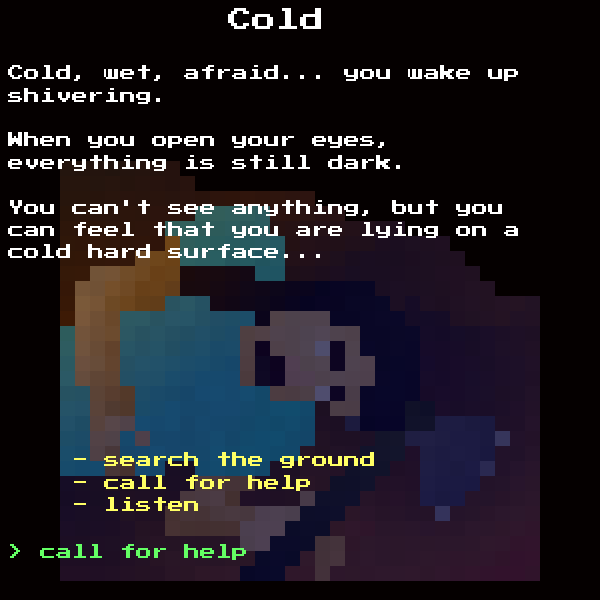 Cold
Cold, wet, afraid... you wake up
shivering.
When you open your eyes,
everything is still dark.
You can't see anything, but you
can feel that you are lying on a
cold hard surface...
- search the ground
- call for help
- listen
> call for help